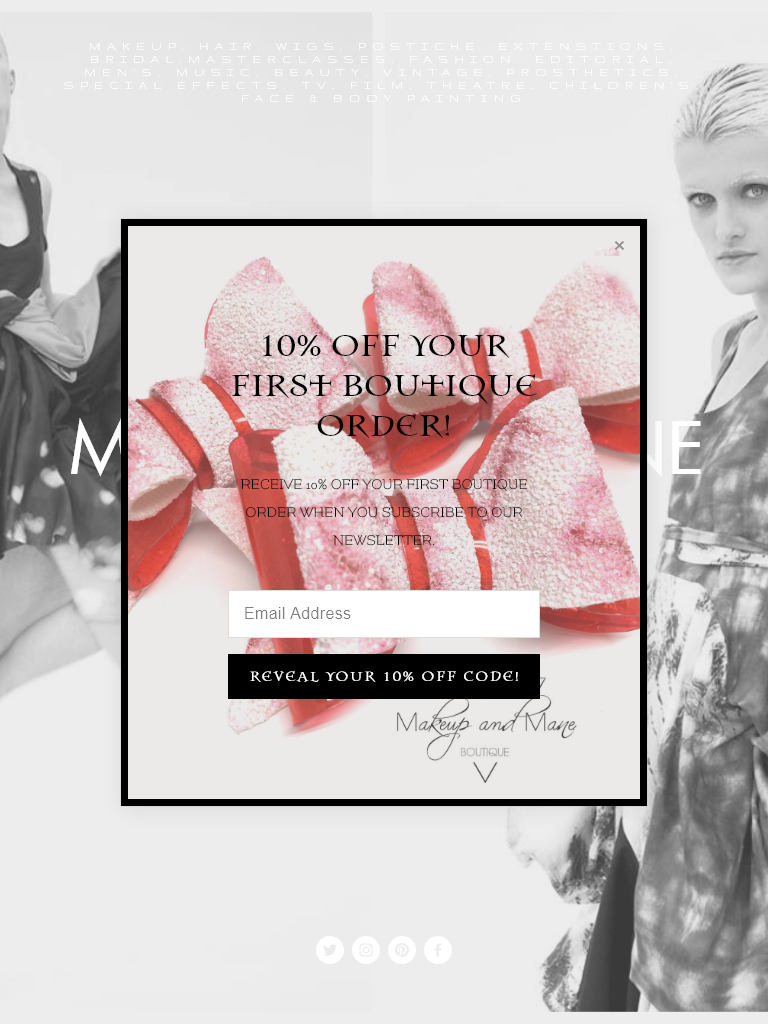 MAKEUP. HAIR. WIGS. POSTICHE. EXTENSTIONS.
BRIDAL.MASTERCLASSES. FASHION. EDITORIAL.
MEN'S. MUSIC. BEAUTY. VINTAGE. PROSTHETICS.
SPECIAL EFFECTS. TV. FILM. THEATRE. CHILDREN'S
FACE & BODY PAINTING
×
10% OFF YOUR
FIRST BOUTIQUE
ORDER!
RECEIVE 10% OFF YOUR FIRST BOUTIQUE
ORDER WHEN YOU SUBSCRIBE TO OUR
NEWSLETTER.
Email Address
REVEAL YOUR 10% OFF CODE!
Makeup and Mane
BOUTIQUE